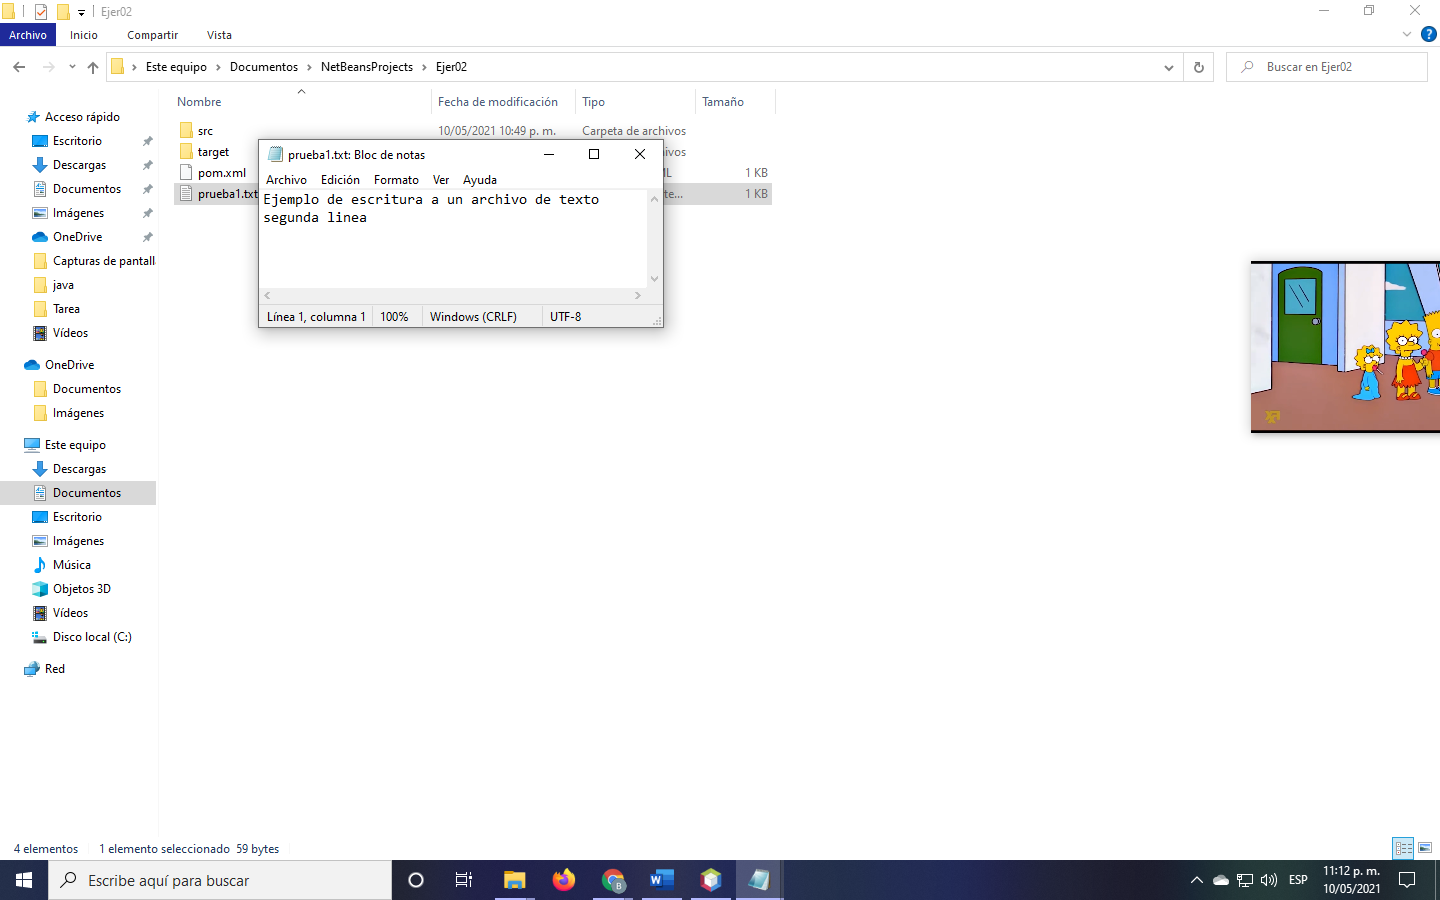 Ejer02
Archivo Inicio Compartir Vista
Este equipo Documentos NetBeansProjects Ejer02
Buscar en Ejer02
Nombre Fecha de modificación Tipo Tamaño
src 10/05/2021 10:49 p. m. Carpeta de archivos
target
pom.xml 1 KB
prueba1.txt 1 KB
prueba1.txt: Bloc de notas
Archivo Edición Formato Ver Ayuda
Ejemplo de escritura a un archivo de texto
segunda linea
Línea 1, columna 1 100% Windows (CRLF) UTF-8
Acceso rápido
Escritorio
Descargas
Documentos
Imágenes
OneDrive
Capturas de pantall
java
Tarea
Vídeos
OneDrive
Documentos
Imágenes
Este equipo
Descargas
Documentos
Escritorio
Imágenes
Música
Objetos 3D
Vídeos
Disco local (C:)
Red
4 elementos 1 elemento seleccionado 59 bytes
Escribe aquí para buscar
ESP
11:12 p. m.
10/05/2021